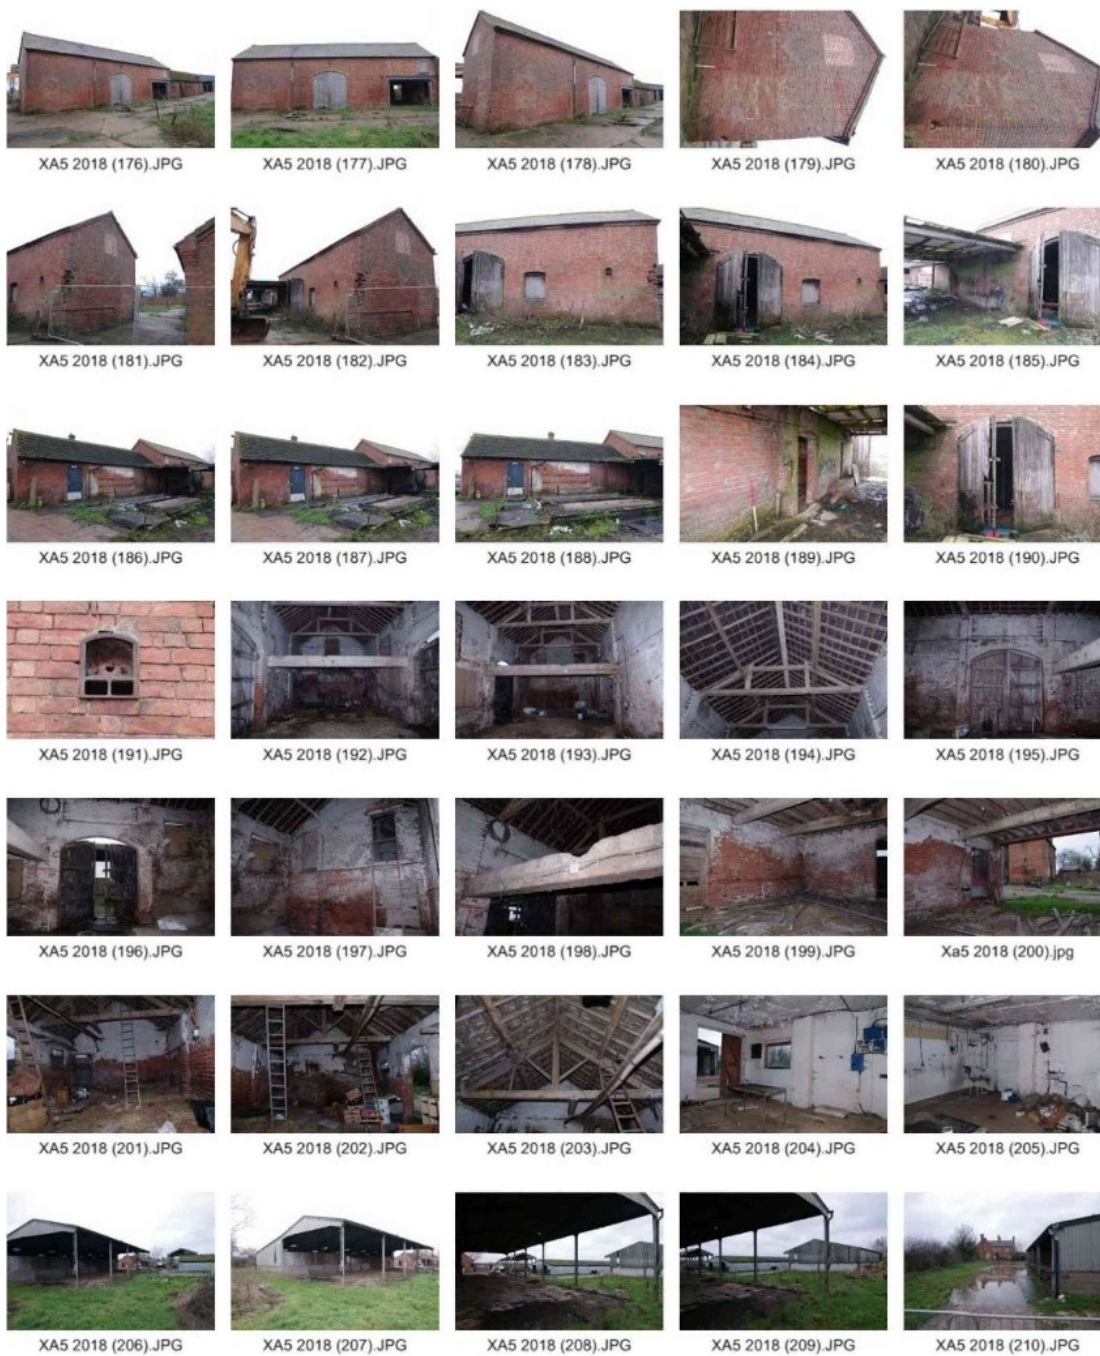 XA5 2018 (176).JPG XA5 2018 (177).JPG XA5 2018 (178).JPG XA5 2018 (179).JPG XA5 2018 (180).JPG
XA5 2018 (181).JPG XA5 2018 (182).JPG XA5 2018 (183).JPG XA5 2018 (184).JPG XA5 2018 (185).JPG
XA5 2018 (186).JPG XA5 2018 (187).JPG XA5 2018 (188).JPG XA5 2018 (189).JPG XA5 2018 (190).JPG
XA5 2018 (191).JPG XA5 2018 (192).JPG XA5 2018 (193).JPG XA5 2018 (194).JPG XA5 2018 (195).JPG
XA5 2018 (196).JPG XA5 2018 (197).JPG XA5 2018 (198).JPG XA5 2018 (199).JPG Xa5 2018 (200).jpg
XA5 2018 (201).JPG XA5 2018 (202).JPG XA5 2018 (203).JPG XA5 2018 (204).JPG XA5 2018 (205).JPG
XA5 2018 (206).JPG XA5 2018 (207).JPG XA5 2018 (208).JPG XA5 2018 (209).JPG XA5 2018 (210).JPG